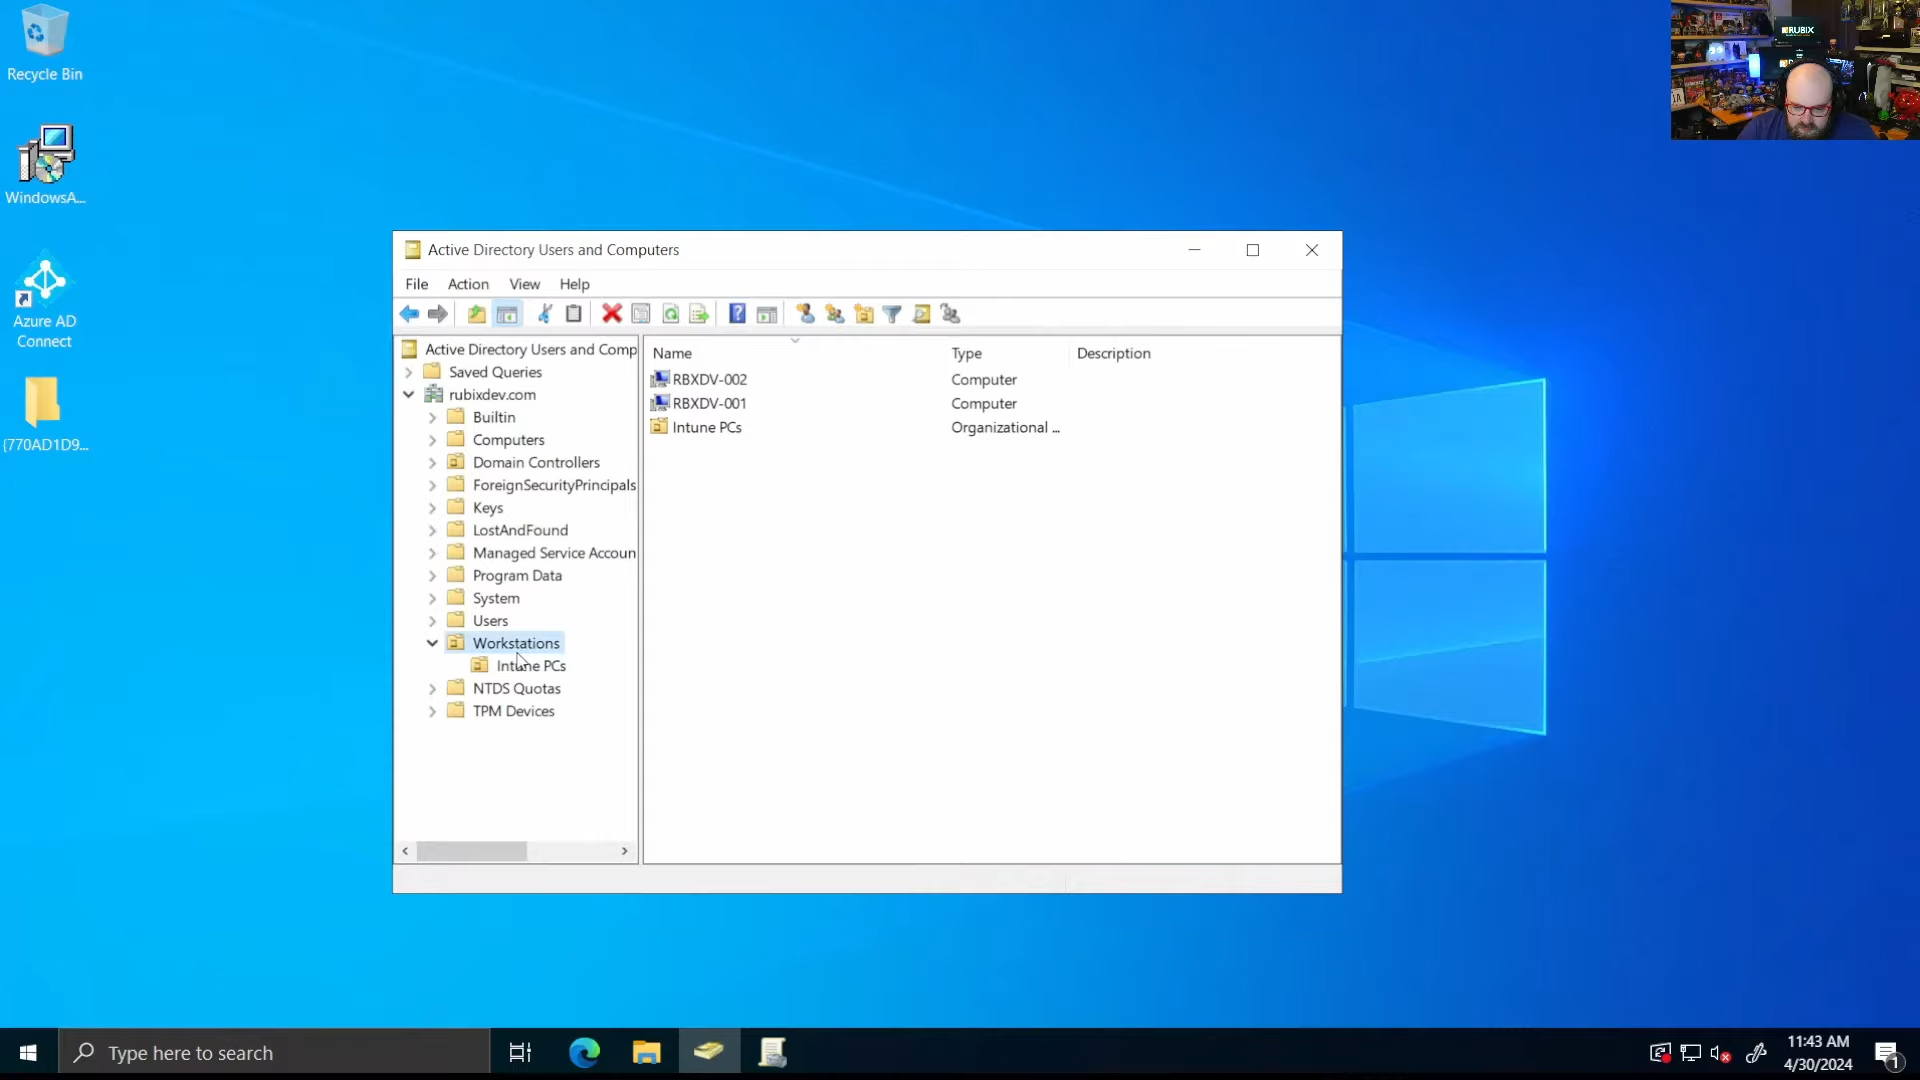 Recycle Bin
WindowsA...
Azure AD
Connect
{770AD1D9...
RUBIX
Active Directory Users and Computers
File Action View Help
Active Directory Users and Comp
Saved Queries
rubixdev.com
Builtin
Computers
Domain Controllers
ForeignSecurityPrincipals
Keys
LostAndFound
Managed Service Accoun
Program Data
System
Users
Workstations
Intune PCs
NTDS Quotas
TPM Devices
Name Type Description
RBXDV-002 Computer
RBXDV-001 Computer
Intune PCs Organizational ...
Type here to search
11:43 AM
4/30/2024
1